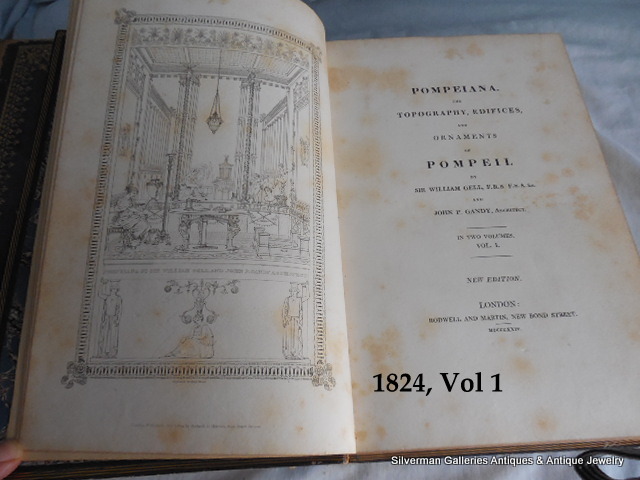 POMPEIANA.
THE
TOPOGRAPHY, EDIFICES,
AND
ORNAMENTS
OF
POMPEII.
BY
SIR WILLIAM GELL, F.R.S. F.S.A. &c.
AND
JOHN P. GANDY, ARCHITECT.
IN TWO VOLUMES.
VOL. I.
NEW EDITION.
LONDON:
RODWELL AND MARTIN, NEW BOND STREET.
MDCCCXXIV.
1824, Vol 1
Silverman Galleries Antiques & Antique Jewelry